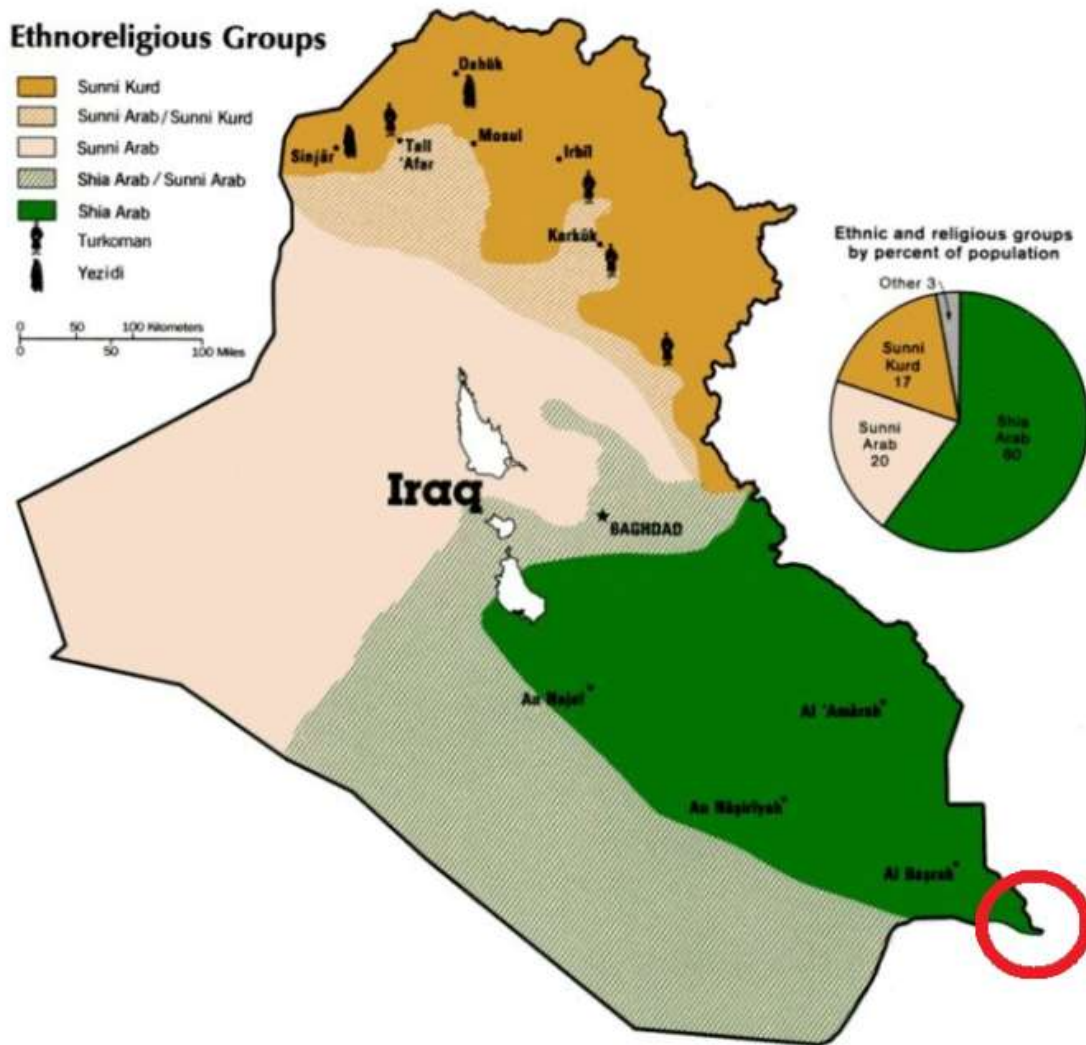 Ethnoreligious Groups
Sunni Kurd
Sunni Arab/Sunni Kurd
Sunni Arab
Shia Arab/Sunni Arab
Shia Arab
Turkoman
Yezidi
0 50 100 Kilometers
0 50 100 Miles
Dahūk
Mosul
Sinjār
Tall
'Afar
Irbīl
Karkūk
Iraq
BAGHDAD
An Najaf
Al 'Amārah
An Nāşirīyah
Al Başrah
Ethnic and religious groups
by percent of population
Other 3
Sunni
Kurd
17
Sunni
Arab
20
Shia
Arab
60